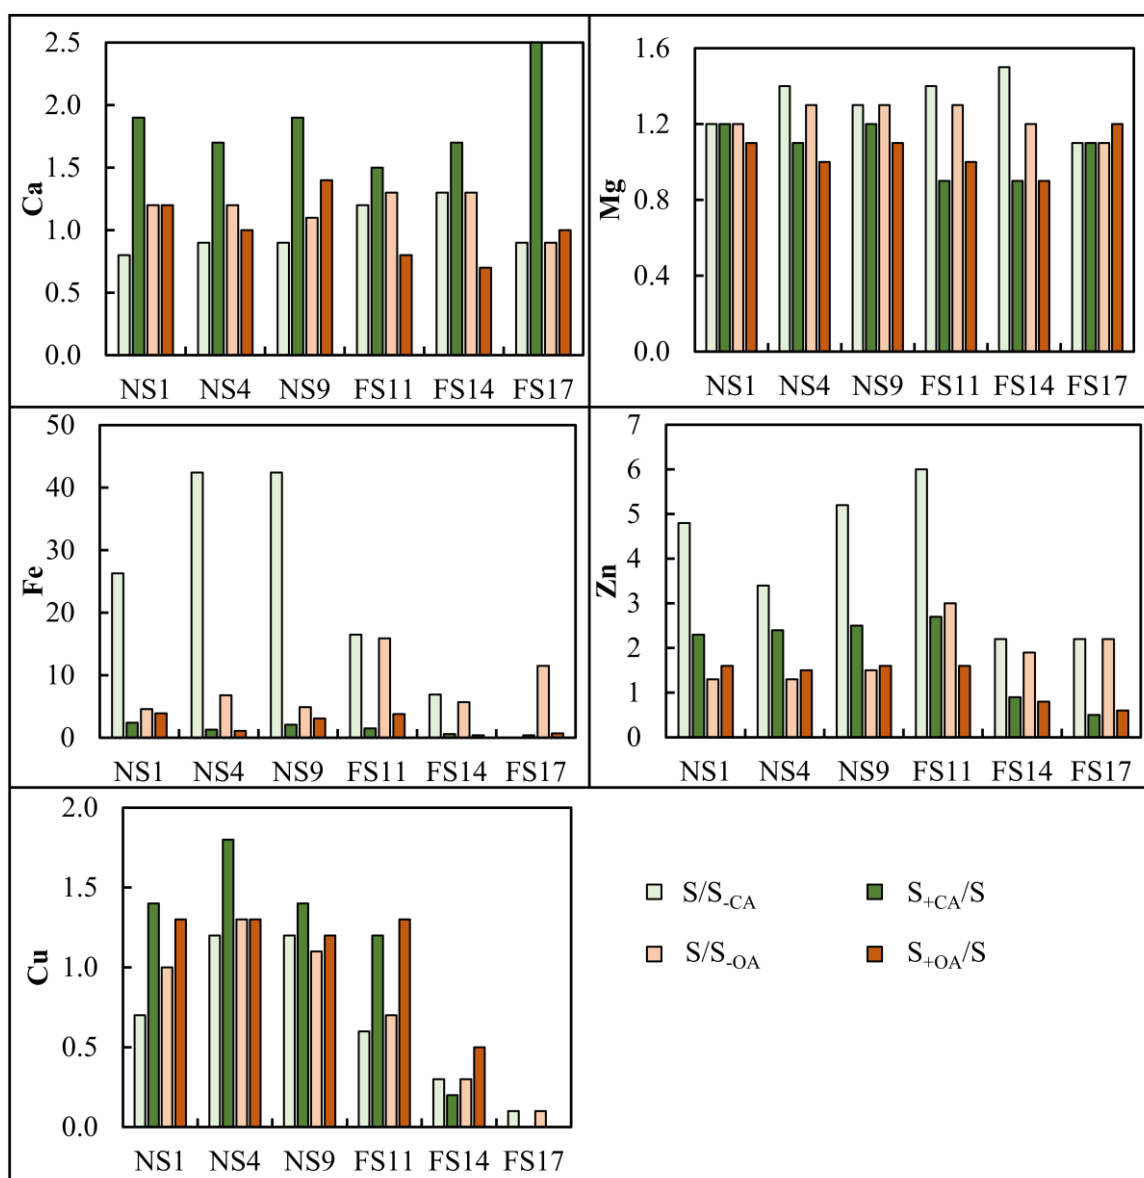 Ca
2.5
2.0
1.5
1.0
0.5
0.0
NS1 NS4 NS9 FS11 FS14 FS17
Mg
1.6
1.2
0.8
0.4
0.0
NS1 NS4 NS9 FS11 FS14 FS17
Fe
50
40
30
20
10
0
NS1 NS4 NS9 FS11 FS14 FS17
Zn
7
6
5
4
3
2
1
0
NS1 NS4 NS9 FS11 FS14 FS17
Cu
2.0
1.5
1.0
0.5
0.0
NS1 NS4 NS9 FS11 FS14 FS17
S/S-CA S+CA/S
S/S-OA S+OA/S